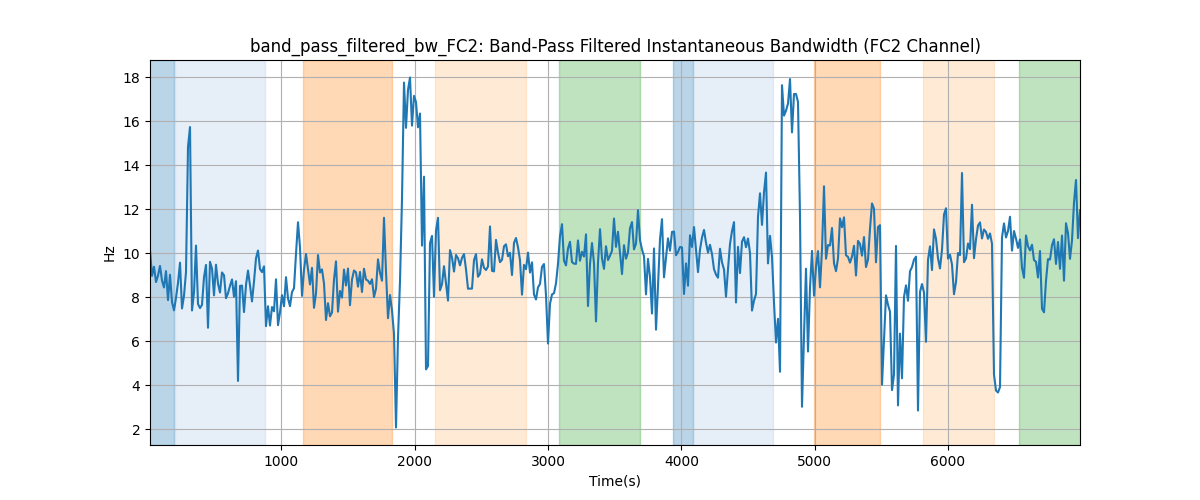 band_pass_filtered_bw_FC2: Band-Pass Filtered Instantaneous Bandwidth (FC2 Channel)
18
16
14
12
10
8
6
4
2
Hz
1000 2000 3000 4000 5000 6000
Time(s)